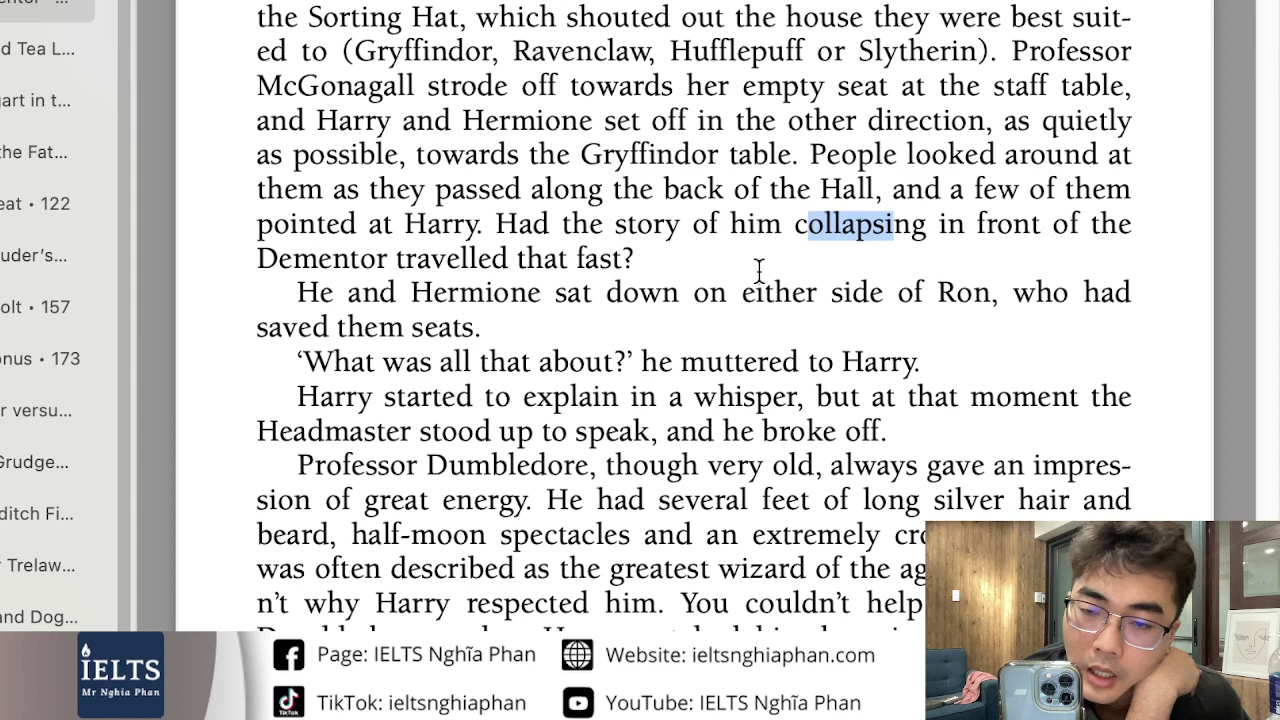 d Tea L...
gart in t...
the Fat...
eat • 122
uder's...
olt • 157
onus • 173
r versu...
Grudge...
ditch Fi...
r Trelaw...
and Dog...
the Sorting Hat, which shouted out the house they were best suit-
ed to (Gryffindor, Ravenclaw, Hufflepuff or Slytherin). Professor
McGonagall strode off towards her empty seat at the staff table,
and Harry and Hermione set off in the other direction, as quietly
as possible, towards the Gryffindor table. People looked around at
them as they passed along the back of the Hall, and a few of them
pointed at Harry. Had the story of him collapsing in front of the
Dementor travelled that fast?
He and Hermione sat down on either side of Ron, who had
saved them seats.
‘What was all that about?’ he muttered to Harry.
Harry started to explain in a whisper, but at that moment the
Headmaster stood up to speak, and he broke off.
Professor Dumbledore, though very old, always gave an impres-
sion of great energy. He had several feet of long silver hair and
beard, half-moon spectacles and an extremely cro
was often described as the greatest wizard of the ag
n’t why Harry respected him. You couldn’t help
IELTS
Mr Nghia Phan
Page: IELTS Nghĩa Phan
Website: ieltsnghiaphan.com
TikTok: ieltsnghiaphan
YouTube: IELTS Nghĩa Phan